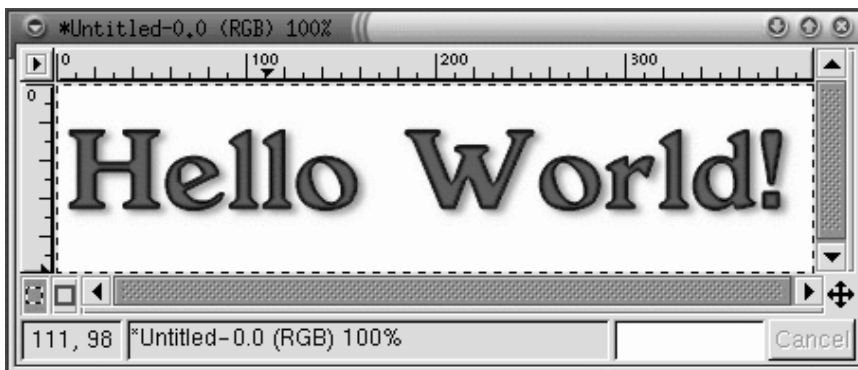 *Untitled-0.0 (RGB) 100%
0 100 200 300
0
Hello World!
111, 98 *Untitled-0.0 (RGB) 100% Cancel